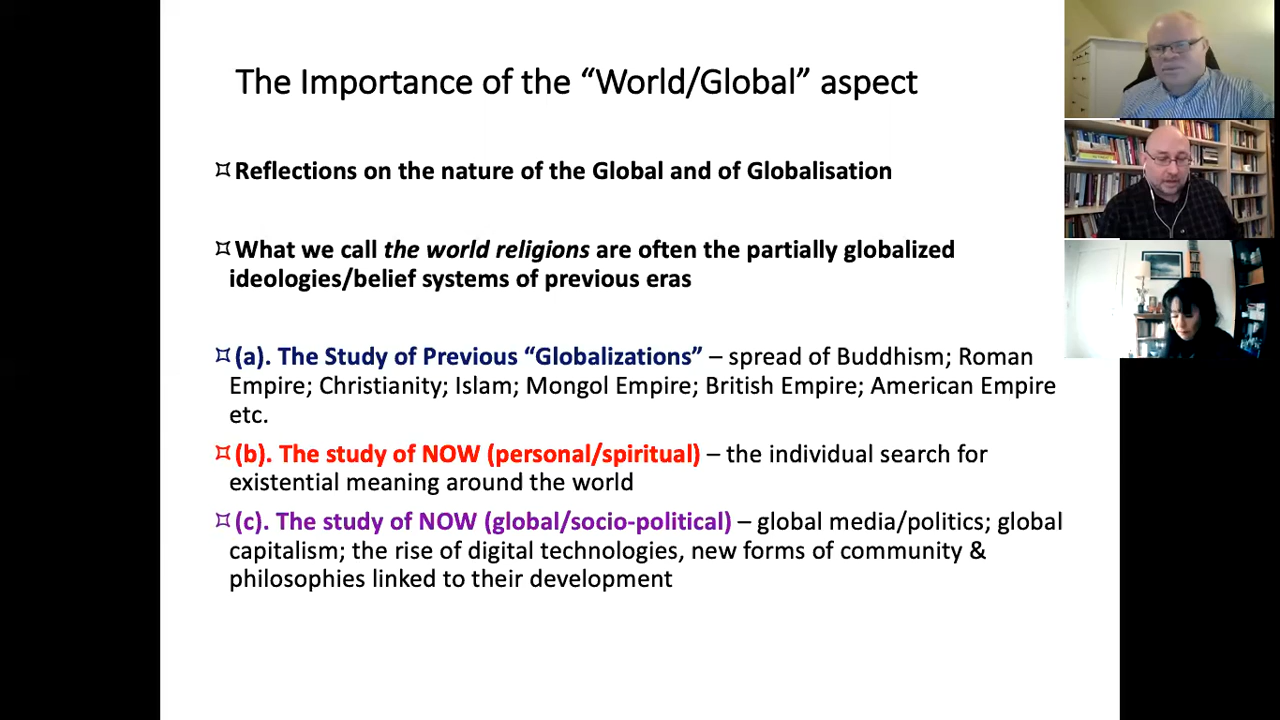 The Importance of the “World/Global” aspect
Reflections on the nature of the Global and of Globalisation
What we call the world religions are often the partially globalized
ideologies/belief systems of previous eras
(a). The Study of Previous “Globalizations” – spread of Buddhism; Roman
Empire; Christianity; Islam; Mongol Empire; British Empire; American Empire
etc.
(b). The study of NOW (personal/spiritual) – the individual search for
existential meaning around the world
(c). The study of NOW (global/socio-political) – global media/politics; global
capitalism; the rise of digital technologies, new forms of community &
philosophies linked to their development